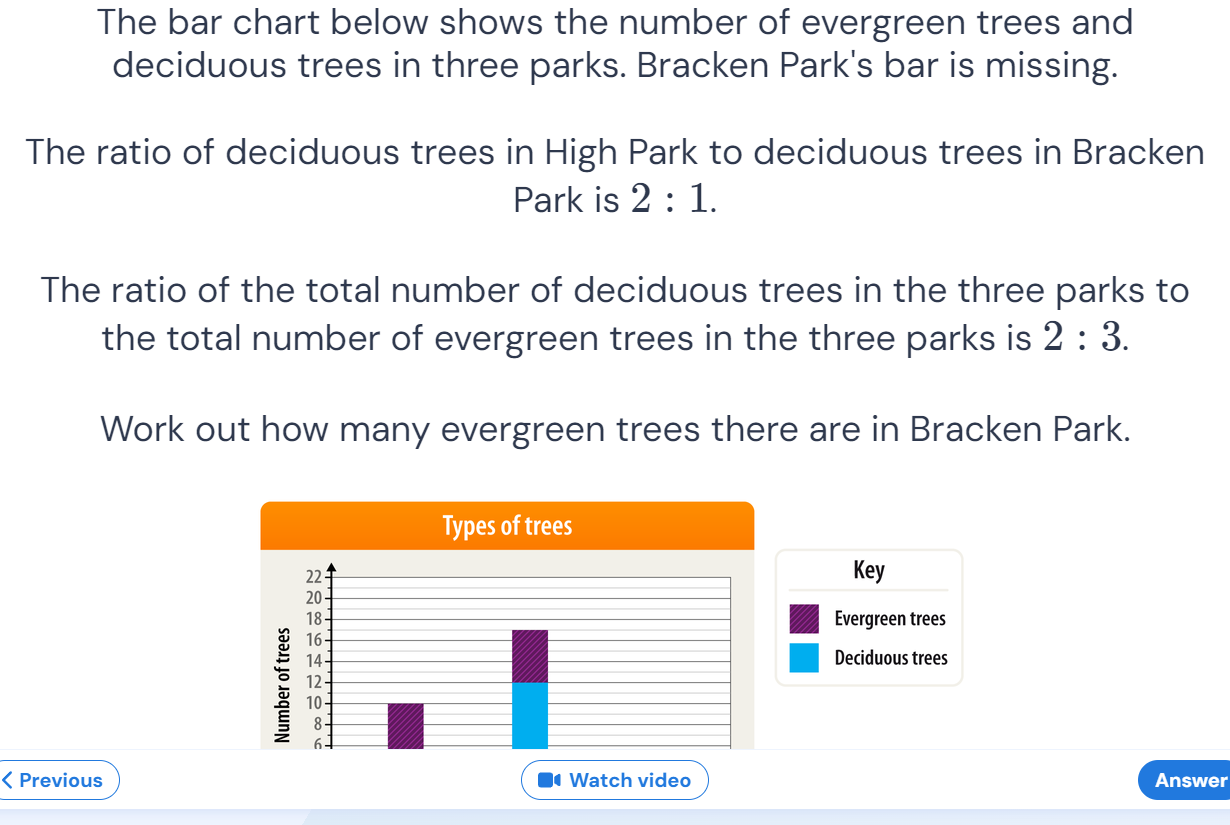 The bar chart below shows the number of evergreen trees and
deciduous trees in three parks. Bracken Park's bar is missing.
The ratio of deciduous trees in High Park to deciduous trees in Bracken
Park is 2 : 1.
The ratio of the total number of deciduous trees in the three parks to
the total number of evergreen trees in the three parks is 2 : 3.
Work out how many evergreen trees there are in Bracken Park.
Types of trees
Number of trees
22
20
18
16
14
12
10
8
6
Key
Evergreen trees
Deciduous trees
Previous
Watch video
Answer